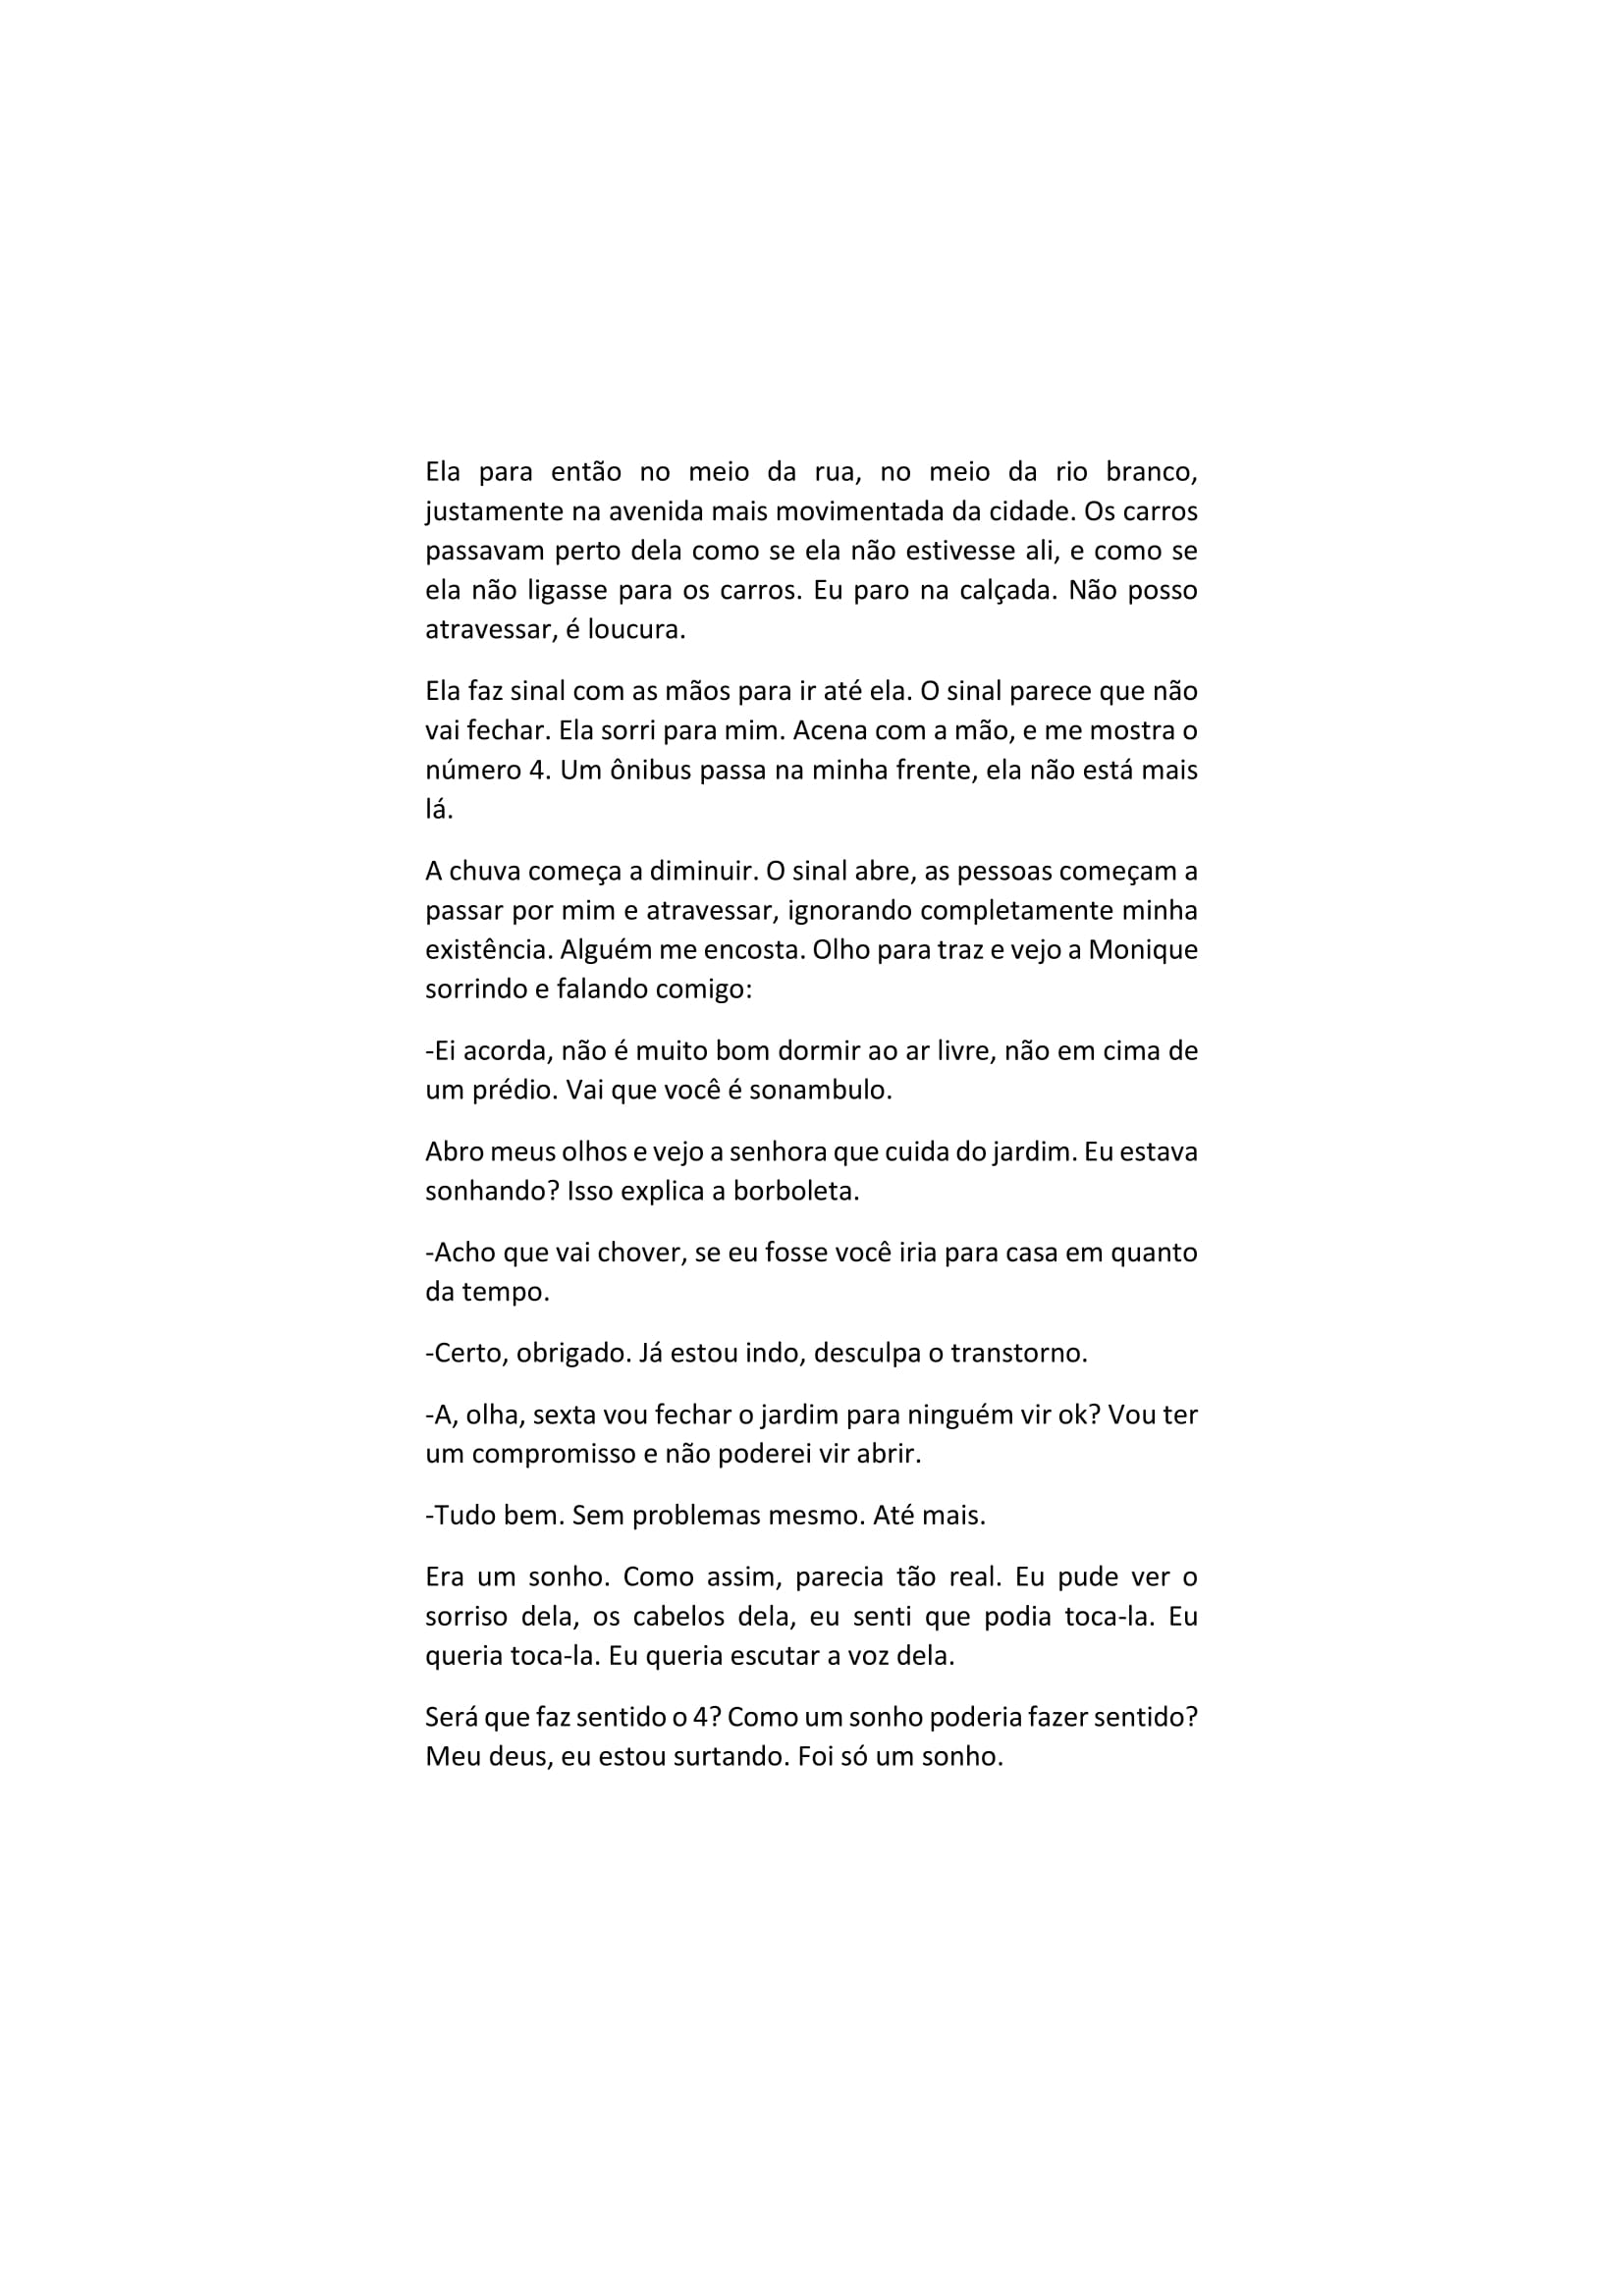 Ela para então no meio da rua, no meio da rio branco,
justamente na avenida mais movimentada da cidade. Os carros
passavam perto dela como se ela não estivesse ali, e como se
ela não ligasse para os carros. Eu paro na calçada. Não posso
atravessar, é loucura.
Ela faz sinal com as mãos para ir até ela. O sinal parece que não
vai fechar. Ela sorri para mim. Acena com a mão, e me mostra o
número 4. Um ônibus passa na minha frente, ela não está mais
lá.
A chuva começa a diminuir. O sinal abre, as pessoas começam a
passar por mim e atravessar, ignorando completamente minha
existência. Alguém me encosta. Olho para traz e vejo a Monique
sorrindo e falando comigo:
-Ei acorda, não é muito bom dormir ao ar livre, não em cima de
um prédio. Vai que você é sonambulo.
Abro meus olhos e vejo a senhora que cuida do jardim. Eu estava
sonhando? Isso explica a borboleta.
-Acho que vai chover, se eu fosse você iria para casa em quanto
da tempo.
-Certo, obrigado. Já estou indo, desculpa o transtorno.
-A, olha, sexta vou fechar o jardim para ninguém vir ok? Vou ter
um compromisso e não poderei vir abrir.
-Tudo bem. Sem problemas mesmo. Até mais.
Era um sonho. Como assim, parecia tão real. Eu pude ver o
sorriso dela, os cabelos dela, eu senti que podia toca-la. Eu
queria toca-la. Eu queria escutar a voz dela.
Será que faz sentido o 4? Como um sonho poderia fazer sentido?
Meu deus, eu estou surtando. Foi só um sonho.